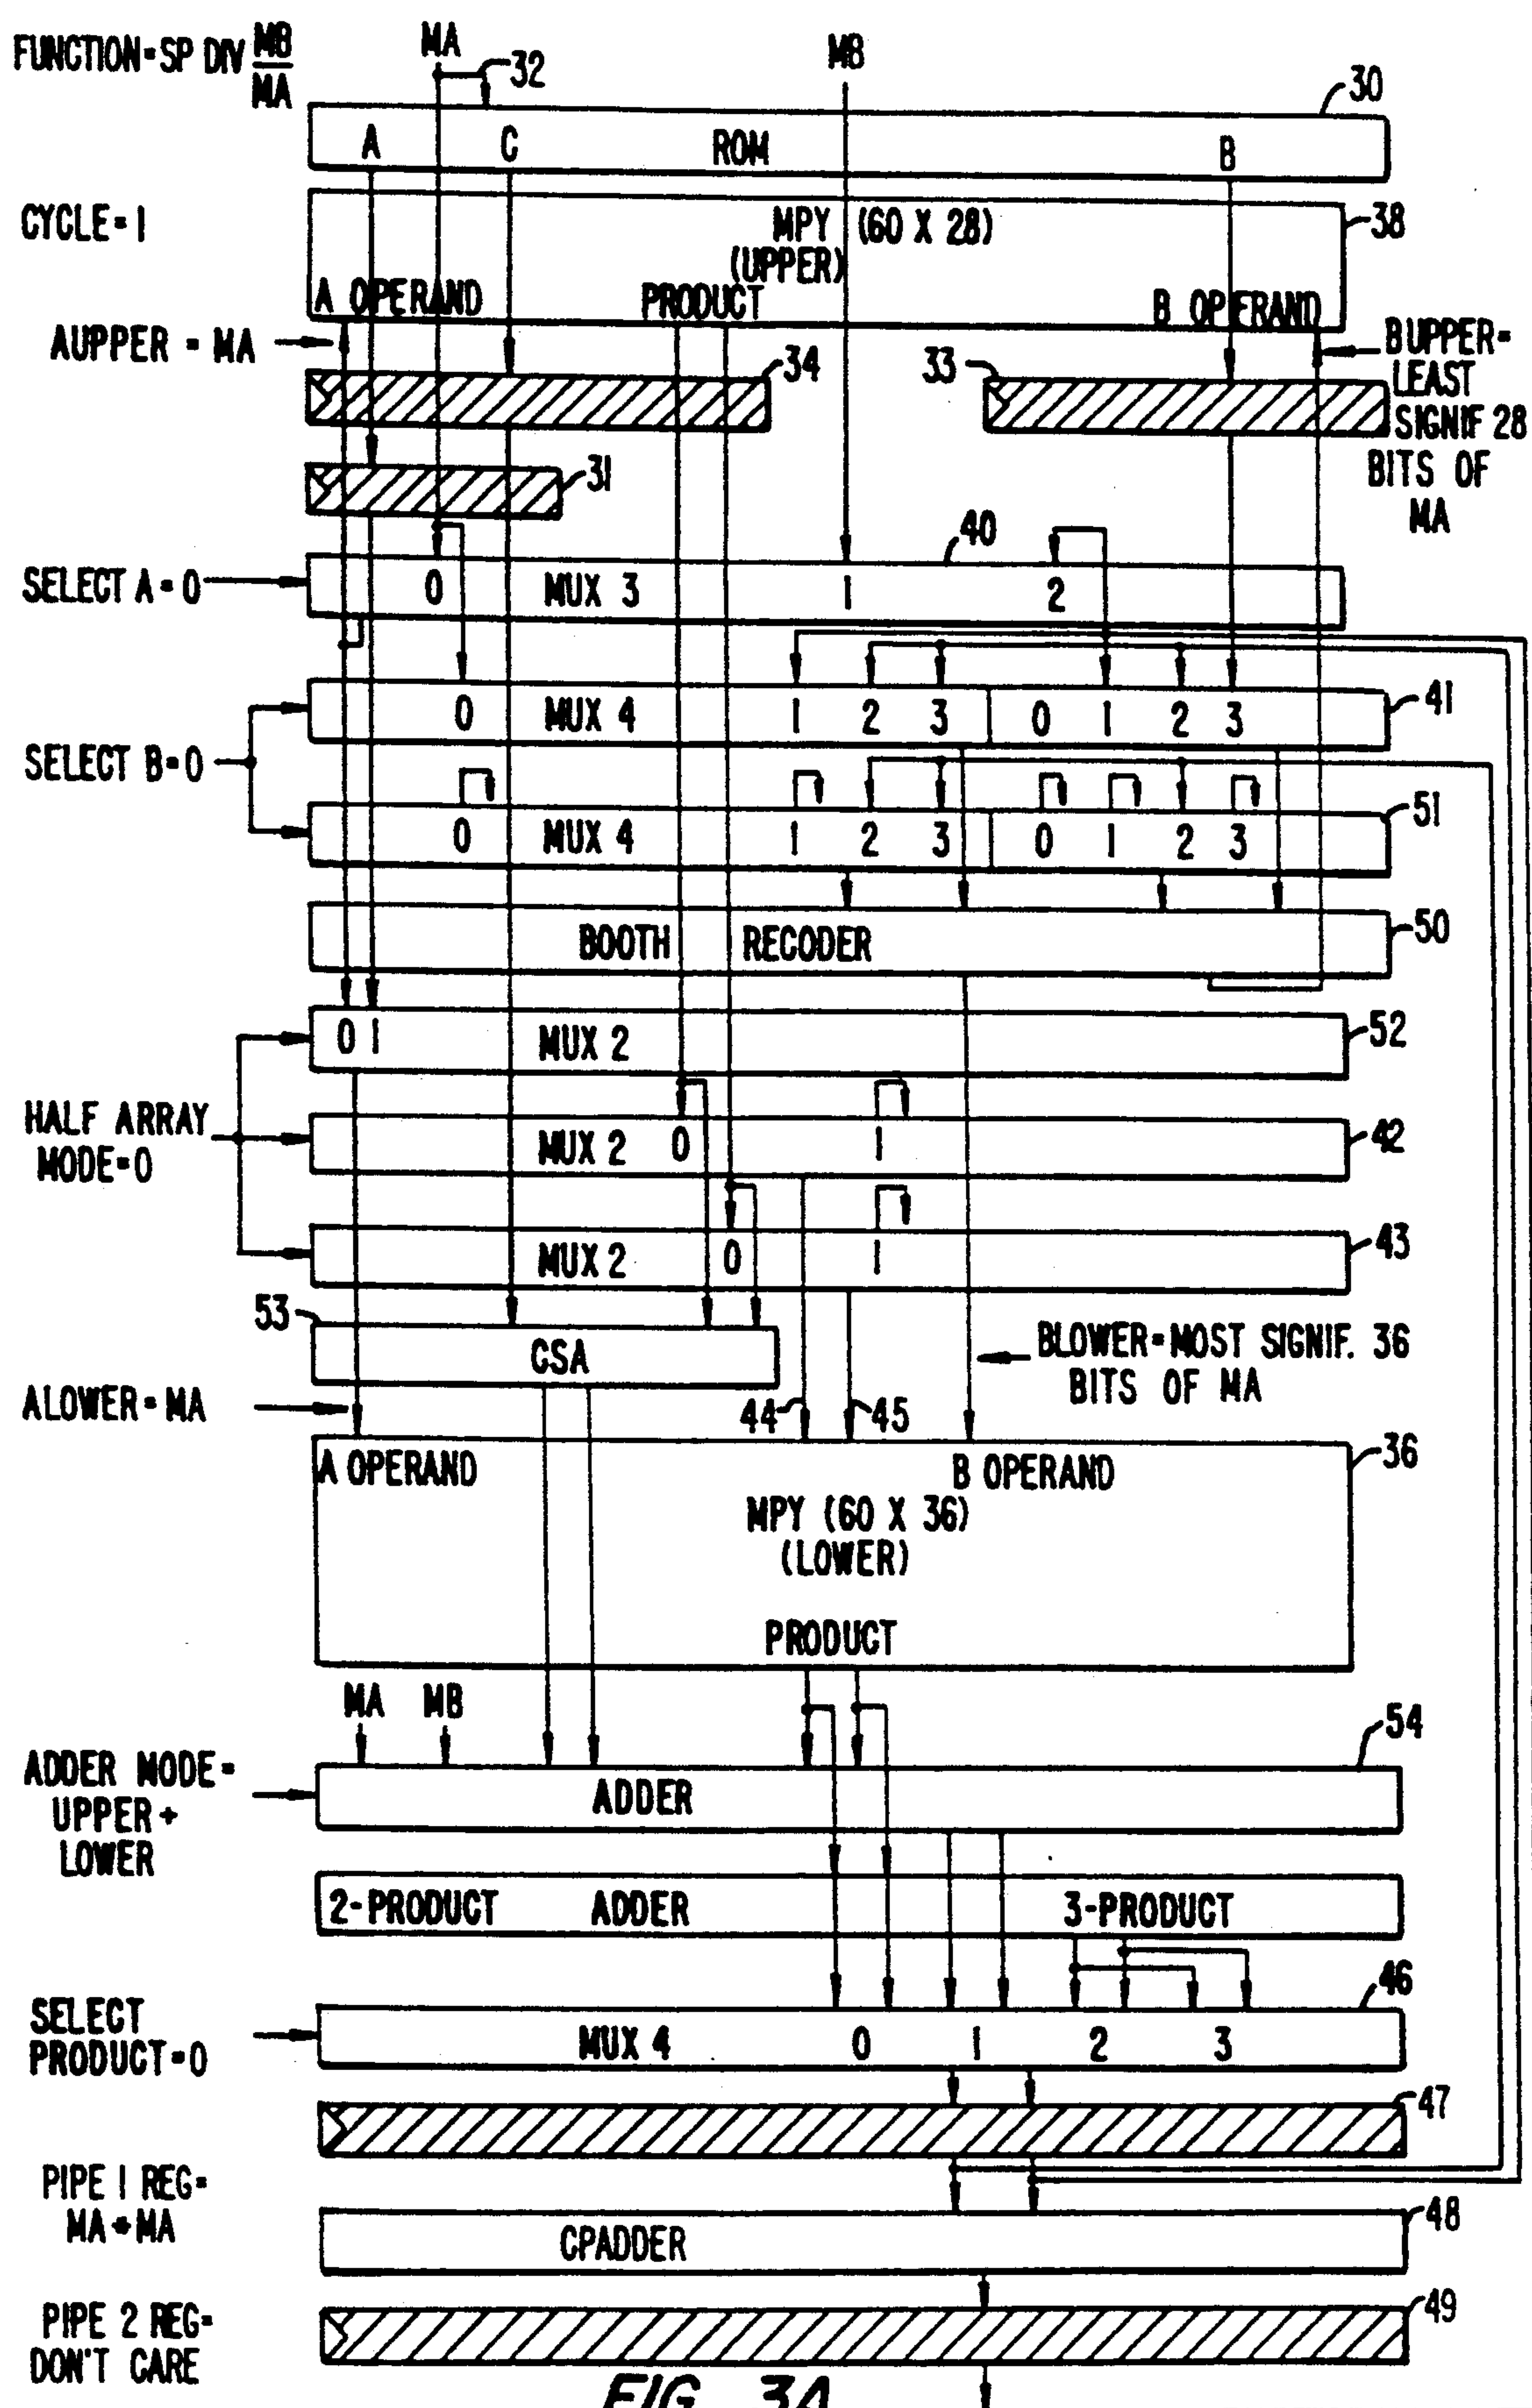 FUNCTION=SP DIV MB
MA
MA
32
MB
30
A
C
ROM
B
CYCLE=1
MPY (60 X 28)
(UPPER)
38
A OPERAND
PRODUCT
B OPERAND
AUPPER = MA
BUPPER=
LEAST
SIGNIF 28
BITS OF
MA
34
33
31
40
SELECT A=0
0 MUX 3 1 2
SELECT B=0
0 MUX 4 1 2 3 0 1 2 3
41
0 MUX 4 1 2 3 0 1 2 3
51
BOOTH RECODER
50
0 1 MUX 2
52
HALF ARRAY
MODE=0
MUX 2 0 1
42
MUX 2 0 1
43
53
CSA
BLOWER=MOST SIGNIF. 36
BITS OF MA
ALOWER=MA
44
45
A OPERAND
B OPERAND
36
MPY (60 X 36)
(LOWER)
PRODUCT
MA MB
54
ADDER MODE=
UPPER+
LOWER
ADDER
2-PRODUCT ADDER 3-PRODUCT
46
SELECT
PRODUCT=0
MUX 4 0 1 2 3
47
PIPE 1 REG=
MA*MA
CPADDER
48
PIPE 2 REG=
DON'T CARE
49
FIG. 3A